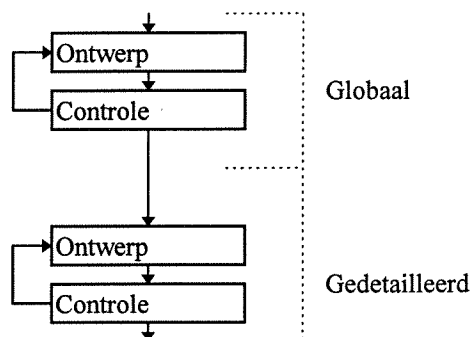 Ontwerp
Controle
Globaal
Ontwerp
Controle
Gedetailleerd